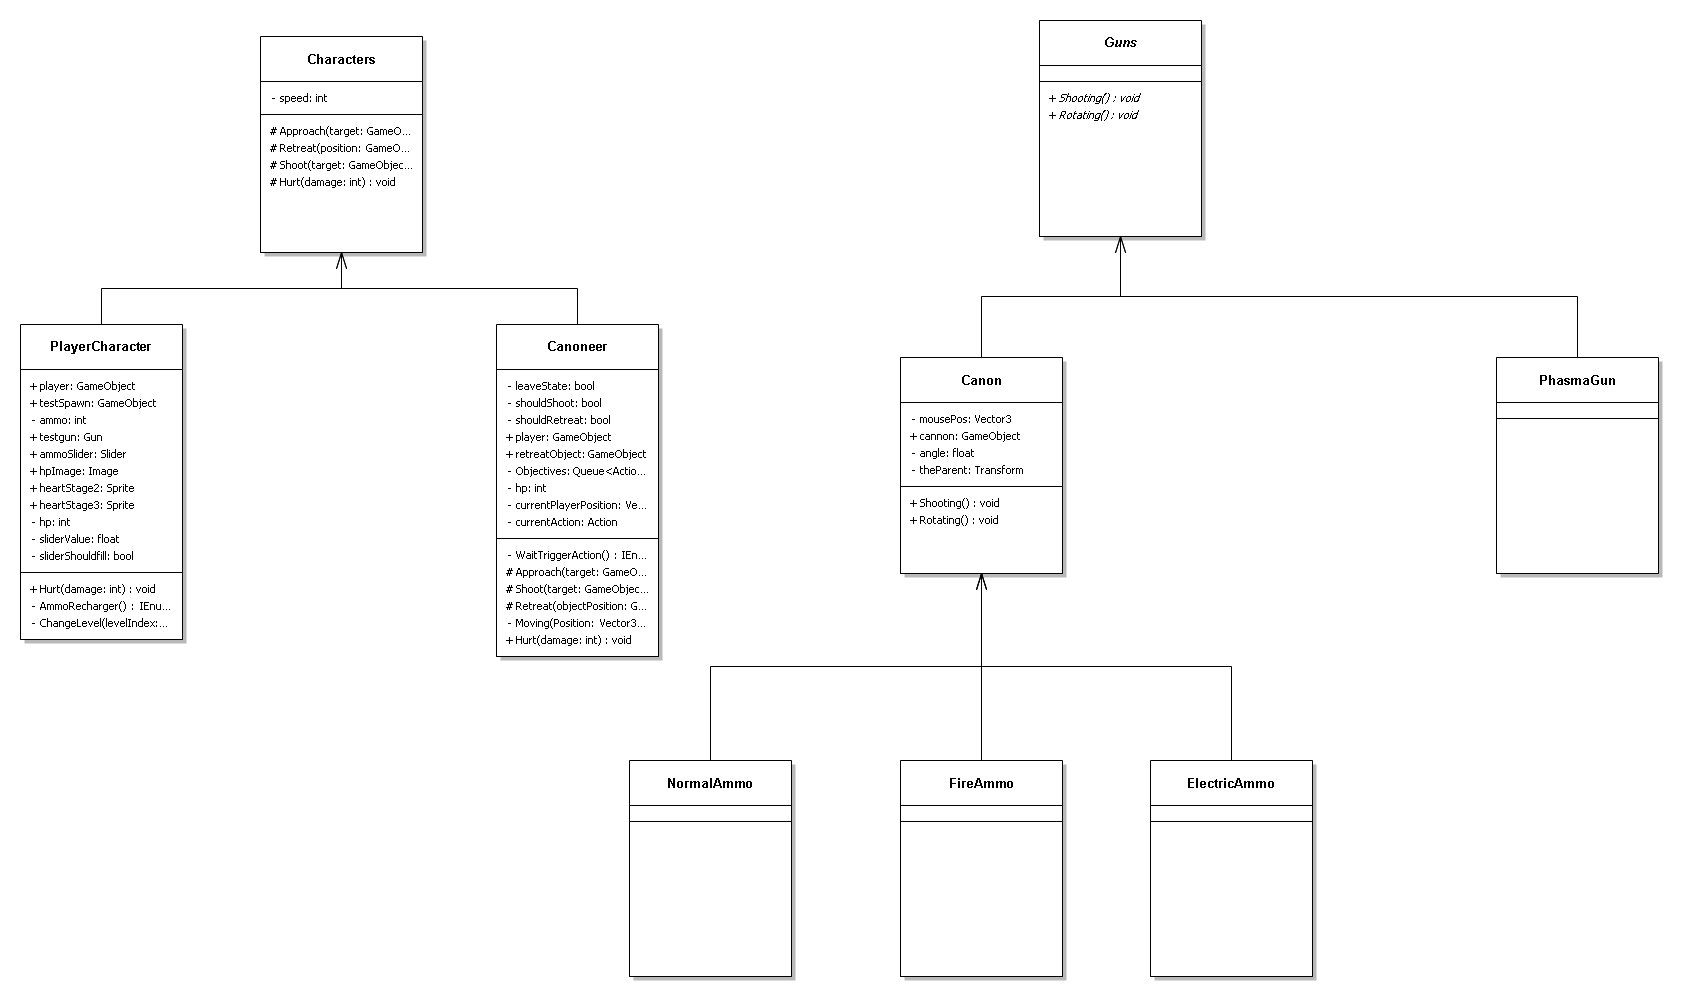 Characters
- speed: int
# Approach(target: GameO...
# Retreat(position: GameO...
# Shoot(target: GameObjec...
# Hurt(damage: int) : void
Guns
+ Shooting() : void
+ Rotating() : void
PlayerCharacter
+ player: GameObject
+ testSpawn: GameObject
- ammo: int
+ testgun: Gun
+ ammoSlider: Slider
+ hpImage: Image
+ heartStage2: Sprite
+ heartStage3: Sprite
- hp: int
- sliderValue: float
- sliderShouldfill: bool
+ Hurt(damage: int) : void
- AmmoRecharger() : IEnu...
- ChangeLevel(levelIndex:...
Canoneer
- leaveState: bool
- shouldShoot: bool
- shouldRetreat: bool
+ player: GameObject
+ retreatObject: GameObject
- Objectives: Queue<Actio...
- hp: int
- currentPlayerPosition: Ve...
- currentAction: Action
- WaitTriggerAction() : IEn...
# Approach(target: GameO...
# Shoot(target: GameObjec...
# Retreat(objectPosition: G...
- Moving(Position: Vector3...
+ Hurt(damage: int) : void
Canon
- mousePos: Vector3
+ cannon: GameObject
- angle: float
- theParent: Transform
+ Shooting() : void
+ Rotating() : void
PhasmaGun
NormalAmmo
FireAmmo
ElectricAmmo